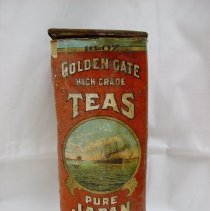 16 OZ.
GOLDEN GATE
HIGH GRADE
TEAS
PURE
JAPAN